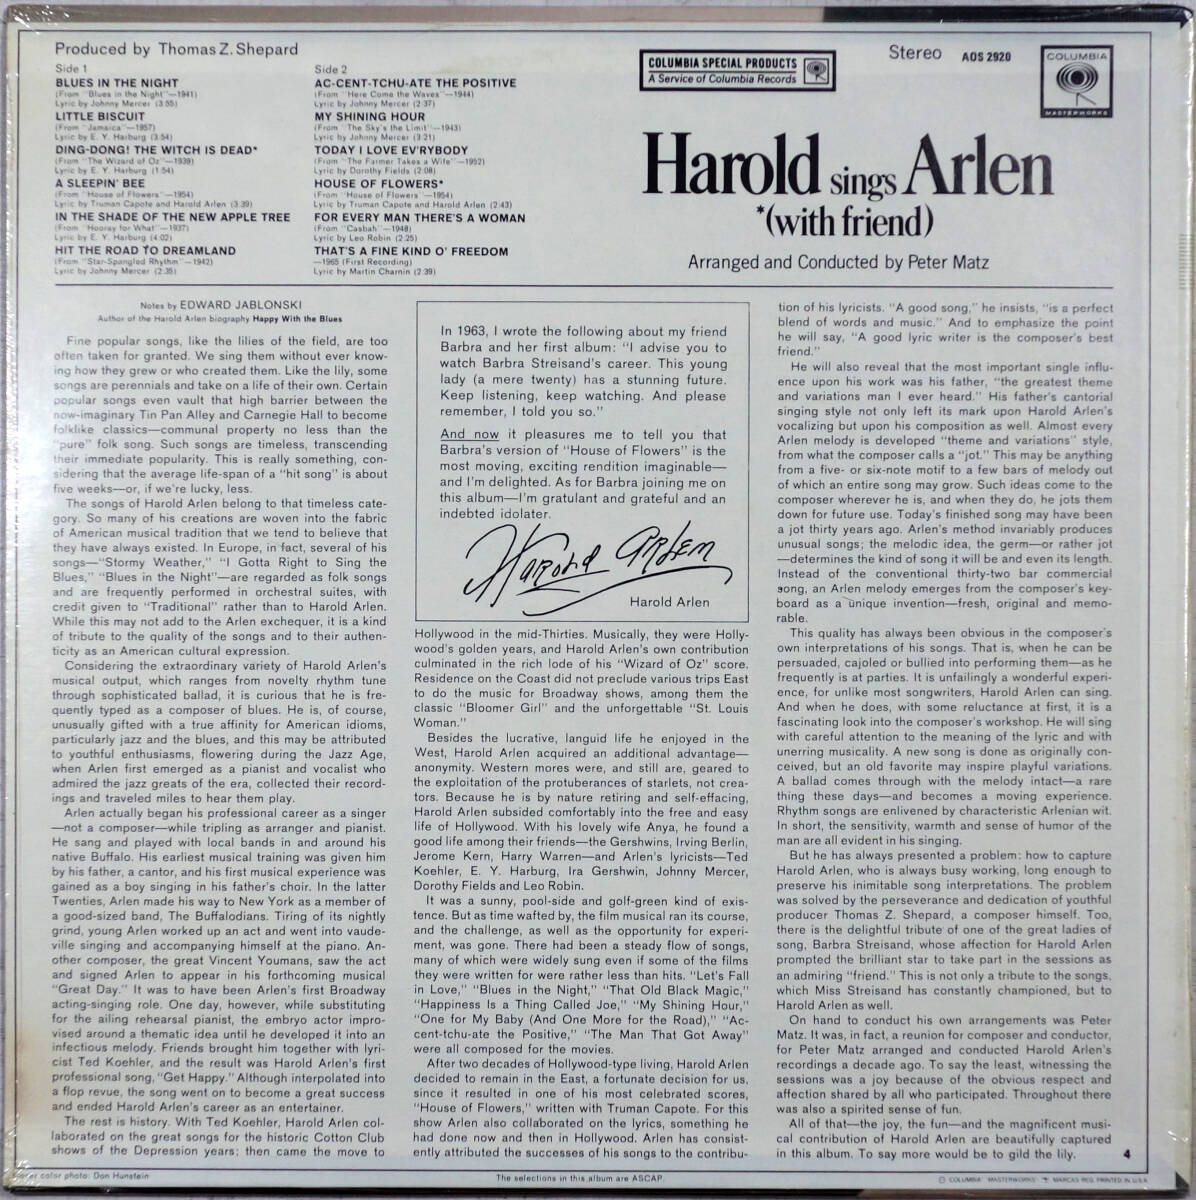 Produced by Thomas Z. Shepard
Side 1
BLUES IN THE NIGHT
(From "Blues in the Night"—1941)
Lyric by Johnny Mercer (3:55)
LITTLE BISCUIT
(From "Jamaica"—1957)
Lyric by E. Y. Harburg (3:54)
DING-DONG! THE WITCH IS DEAD*
(From "The Wizard of Oz"—1939)
Lyric by E. Y. Harburg (1:54)
A SLEEPIN' BEE
(From "House of Flowers"—1954)
Lyric by Truman Capote and Harold Arlen (3:39)
IN THE SHADE OF THE NEW APPLE TREE
(From "Hooray for What"—1937)
Lyric by E. Y. Harburg (4:02)
HIT THE ROAD TO DREAMLAND
(From "Star-Spangled Rhythm"—1942)
Lyric by Johnny Mercer (2:35)
Side 2
AC-CENT-TCHU-ATE THE POSITIVE
(From "Here Come the Waves"—1944)
Lyric by Johnny Mercer (2:37)
MY SHINING HOUR
(From "The Sky's the Limit"—1943)
Lyric by Johnny Mercer (3:21)
TODAY I LOVE EV'RYBODY
(From "The Farmer Takes a Wife"—1952)
Lyric by Dorothy Fields (2:08)
HOUSE OF FLOWERS*
(From "House of Flowers"—1954)
Lyric by Truman Capote and Harold Arlen (2:43)
FOR EVERY MAN THERE'S A WOMAN
(From "Casbah"—1948)
Lyric by Leo Robin (2:25)
THAT'S A FINE KIND O' FREEDOM
—1965 (First Recording)
Lyric by Martin Charnin (2:39)
COLUMBIA SPECIAL PRODUCTS
A Service of Columbia Records
Stereo AOS 2920
COLUMBIA
MASTERWORKS
Harold sings Arlen
*(with friend)
Arranged and Conducted by Peter Matz
Notes by EDWARD JABLONSKI
Author of the Harold Arlen biography Happy With the Blues
Fine popular songs, like the lilies of the field, are too
often taken for granted. We sing them without ever know-
ing how they grew or who created them. Like the lily, some
songs are perennials and take on a life of their own. Certain
popular songs even vault that high barrier between the
now-imaginary Tin Pan Alley and Carnegie Hall to become
folklike classics—communal property no less than the
"pure" folk song. Such songs are timeless, transcending
their immediate popularity. This is really something, con-
sidering that the average life-span of a "hit song" is about
five weeks—or, if we're lucky, less.
The songs of Harold Arlen belong to that timeless cate-
gory. So many of his creations are woven into the fabric
of American musical tradition that we tend to believe that
they have always existed. In Europe, in fact, several of his
songs—"Stormy Weather," "I Gotta Right to Sing the
Blues," "Blues in the Night"—are regarded as folk songs
and are frequently performed in orchestral suites, with
credit given to "Traditional" rather than to Harold Arlen.
While this may not add to the Arlen exchequer, it is a kind
of tribute to the quality of the songs and to their authen-
ticity as an American cultural expression.
Considering the extraordinary variety of Harold Arlen's
musical output, which ranges from novelty rhythm tune
through sophisticated ballad, it is curious that he is fre-
quently typed as a composer of blues. He is, of course,
unusually gifted with a true affinity for American idioms,
particularly jazz and the blues, and this may be attributed
to youthful enthusiasms, flowering during the Jazz Age,
when Arlen first emerged as a pianist and vocalist who
admired the jazz greats of the era, collected their record-
ings and traveled miles to hear them play.
Arlen actually began his professional career as a singer
—not a composer—while tripling as arranger and pianist.
He sang and played with local bands in and around his
native Buffalo. His earliest musical training was given him
by his father, a cantor, and his first musical experience was
gained as a boy singing in his father's choir. In the latter
Twenties, Arlen made his way to New York as a member of
a good-sized band, The Buffalodians. Tiring of its nightly
grind, young Arlen worked up an act and went into vaude-
ville singing and accompanying himself at the piano. An-
other composer, the great Vincent Youmans, saw the act
and signed Arlen to appear in his forthcoming musical
"Great Day." It was to have been Arlen's first Broadway
acting-singing role. One day, however, while substituting
for the ailing rehearsal pianist, the embryo actor impro-
vised around a thematic idea until he developed it into an
infectious melody. Friends brought him together with lyri-
cist Ted Koehler, and the result was Harold Arlen's first
professional song, "Get Happy." Although interpolated into
a flop revue, the song went on to become a great success
and ended Harold Arlen's career as an entertainer.
The rest is history. With Ted Koehler, Harold Arlen col-
laborated on the great songs for the historic Cotton Club
shows of the Depression years; then came the move to
In 1963, I wrote the following about my friend
Barbra and her first album: "I advise you to
watch Barbra Streisand's career. This young
lady (a mere twenty) has a stunning future.
Keep listening, keep watching. And please
remember, I told you so."
And now it pleases me to tell you that
Barbra's version of "House of Flowers" is the
most moving, exciting rendition imaginable—
and I'm delighted. As for Barbra joining me on
this album—I'm gratulant and grateful and an
indebted idolater.
Harold Arlen
Harold Arlen
Hollywood in the mid-Thirties. Musically, they were Holly-
wood's golden years, and Harold Arlen's own contribution
culminated in the rich lode of his "Wizard of Oz" score.
Residence on the Coast did not preclude various trips East
to do the music for Broadway shows, among them the
classic "Bloomer Girl" and the unforgettable "St. Louis
Woman."
Besides the lucrative, languid life he enjoyed in the
West, Harold Arlen acquired an additional advantage—
anonymity. Western mores were, and still are, geared to
the exploitation of the protuberances of starlets, not crea-
tors. Because he is by nature retiring and self-effacing,
Harold Arlen subsided comfortably into the free and easy
life of Hollywood. With his lovely wife Anya, he found a
good life among their friends—the Gershwins, Irving Berlin,
Jerome Kern, Harry Warren—and Arlen's lyricists—Ted
Koehler, E. Y. Harburg, Ira Gershwin, Johnny Mercer,
Dorothy Fields and Leo Robin.
It was a sunny, pool-side and golf-green kind of exis-
tence. But as time wafted by, the film musical ran its course,
and the challenge, as well as the opportunity for experi-
ment, was gone. There had been a steady flow of songs,
many of which were widely sung even if some of the films
they were written for were rather less than hits. "Let's Fall
in Love," "Blues in the Night," "That Old Black Magic,"
"Happiness Is a Thing Called Joe," "My Shining Hour,"
"One for My Baby (And One More for the Road)," "Ac-
cent-tchu-ate the Positive," "The Man That Got Away"
were all composed for the movies.
After two decades of Hollywood-type living, Harold Arlen
decided to remain in the East, a fortunate decision for us,
since it resulted in one of his most celebrated scores,
"House of Flowers," written with Truman Capote. For this
show Arlen also collaborated on the lyrics, something he
had done now and then in Hollywood. Arlen has consist-
ently attributed the successes of his songs to the contribu-
tion of his lyricists. "A good song," he insists, "is a perfect
blend of words and music." And to emphasize the point
he will say, "A good lyric writer is the composer's best
friend."
He will also reveal that the most important single influ-
ence upon his work was his father, "the greatest theme
and variations man I ever heard." His father's cantorial
singing style not only left its mark upon Harold Arlen's
vocalizing but upon his composition as well. Almost every
Arlen melody is developed "theme and variations" style,
from what the composer calls a "jot." This may be anything
from a five- or six-note motif to a few bars of melody out
of which an entire song may grow. Such ideas come to the
composer wherever he is, and when they do, he jots them
down for future use. Today's finished song may have been
a jot thirty years ago. Arlen's method invariably produces
unusual songs; the melodic idea, the germ—or rather jot
—determines the kind of song it will be and even its length.
Instead of the conventional thirty-two bar commercial
song, an Arlen melody emerges from the composer's key-
board as a unique invention—fresh, original and memo-
rable.
This quality has always been obvious in the composer's
own interpretations of his songs. That is, when he can be
persuaded, cajoled or bullied into performing them—as he
frequently is at parties. It is unfailingly a wonderful experi-
ence, for unlike most songwriters, Harold Arlen can sing.
And when he does, with some reluctance at first, it is a
fascinating look into the composer's workshop. He will sing
with careful attention to the meaning of the lyric and with
unerring musicality. A new song is done as originally con-
ceived, but an old favorite may inspire playful variations.
A ballad comes through with the melody intact—a rare
thing these days—and becomes a moving experience.
Rhythm songs are enlivened by characteristic Arlenian wit.
In short, the sensitivity, warmth and sense of humor of the
man are all evident in his singing.
But he has always presented a problem: how to capture
Harold Arlen, who is always busy working, long enough to
preserve his inimitable song interpretations. The problem
was solved by the perseverance and dedication of youthful
producer Thomas Z. Shepard, a composer himself. Too,
there is the delightful tribute of one of the great ladies of
song, Barbra Streisand, whose affection for Harold Arlen
prompted the brilliant star to take part in the sessions as
an admiring "friend." This is not only a tribute to the songs,
which Miss Streisand has constantly championed, but to
Harold Arlen as well.
On hand to conduct his own arrangements was Peter
Matz. It was, in fact, a reunion for composer and conductor,
for Peter Matz arranged and conducted Harold Arlen's
recordings a decade ago. To say the least, witnessing the
sessions was a joy because of the obvious respect and
affection shared by all who participated. Throughout there
was also a spirited sense of fun.
All of that—the joy, the fun—and the magnificent musi-
cal contribution of Harold Arlen are beautifully captured
in this album. To say more would be to gild the lily.
4
color photo: Don Hunstein
The selections in this album are ASCAP.
© COLUMBIA "MASTERWORKS" MARCAS REG. PRINTED IN U.S.A.